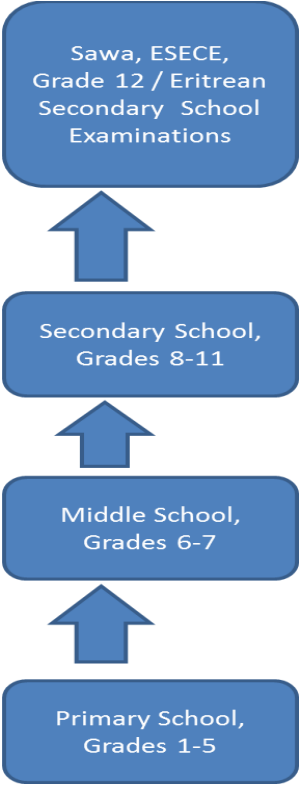 Sawa, ESECE,
Grade 12 / Eritrean
Secondary School
Examinations
Secondary School,
Grades 8-11
Middle School,
Grades 6-7
Primary School,
Grades 1-5